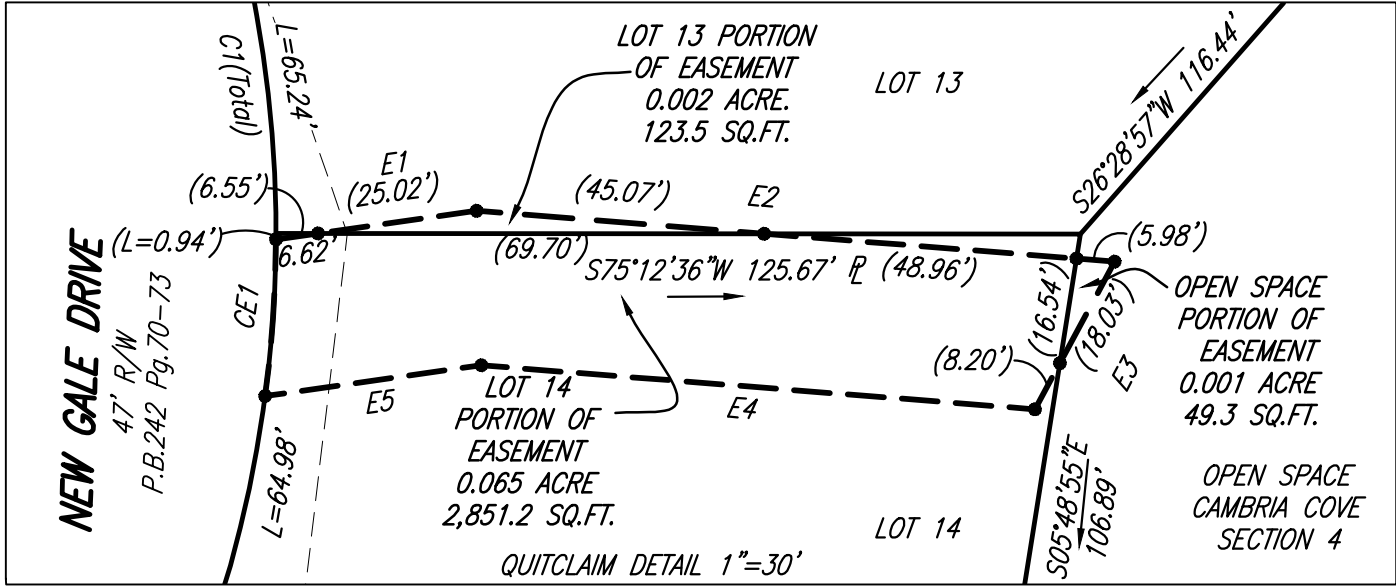 C1(Total)
L=65.24'
LOT 13 PORTION
OF EASEMENT
0.002 ACRE.
123.5 SQ.FT.
LOT 13
S26°28'57"W 116.44'
E1
(25.02')
(6.55')
(45.07')
E2
(5.98')
(L=0.94')
6.62'
(69.70')
S75°12'36"W 125.67' ⅊ (48.96')
NEW GALE DRIVE
47' R/W
P.B.242 Pg.70-73
CE1
(16.54')
(18.03')
E3
(8.20')
OPEN SPACE
PORTION OF
EASEMENT
0.001 ACRE
49.3 SQ.FT.
E5
LOT 14
PORTION OF
EASEMENT
0.065 ACRE
2,851.2 SQ.FT.
E4
L=64.98'
LOT 14
S05°48'55"E
106.89'
OPEN SPACE
CAMBRIA COVE
SECTION 4
QUITCLAIM DETAIL 1"=30'